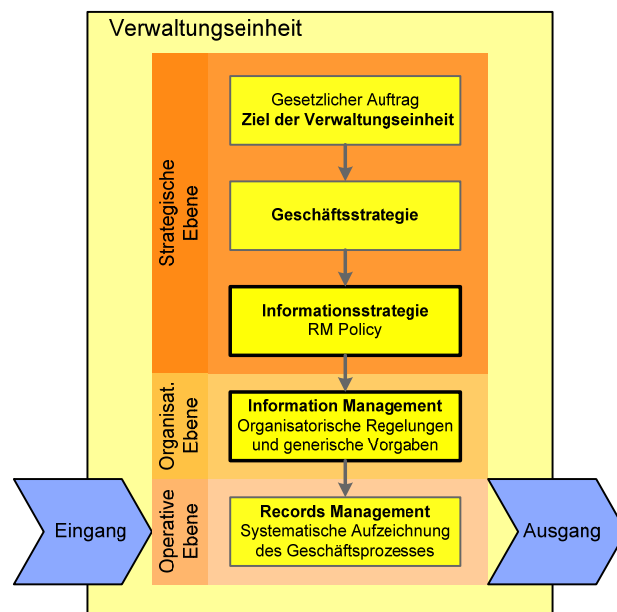 Verwaltungseinheit
Strategische
Ebene
Gesetzlicher Auftrag
Ziel der Verwaltungseinheit
Geschäftsstrategie
Informationsstrategie
RM Policy
Organisat.
Ebene
Information Management
Organisatorische Regelungen
und generische Vorgaben
Eingang
Operative
Ebene
Records Management
Systematische Aufzeichnung
des Geschäftsprozesses
Ausgang